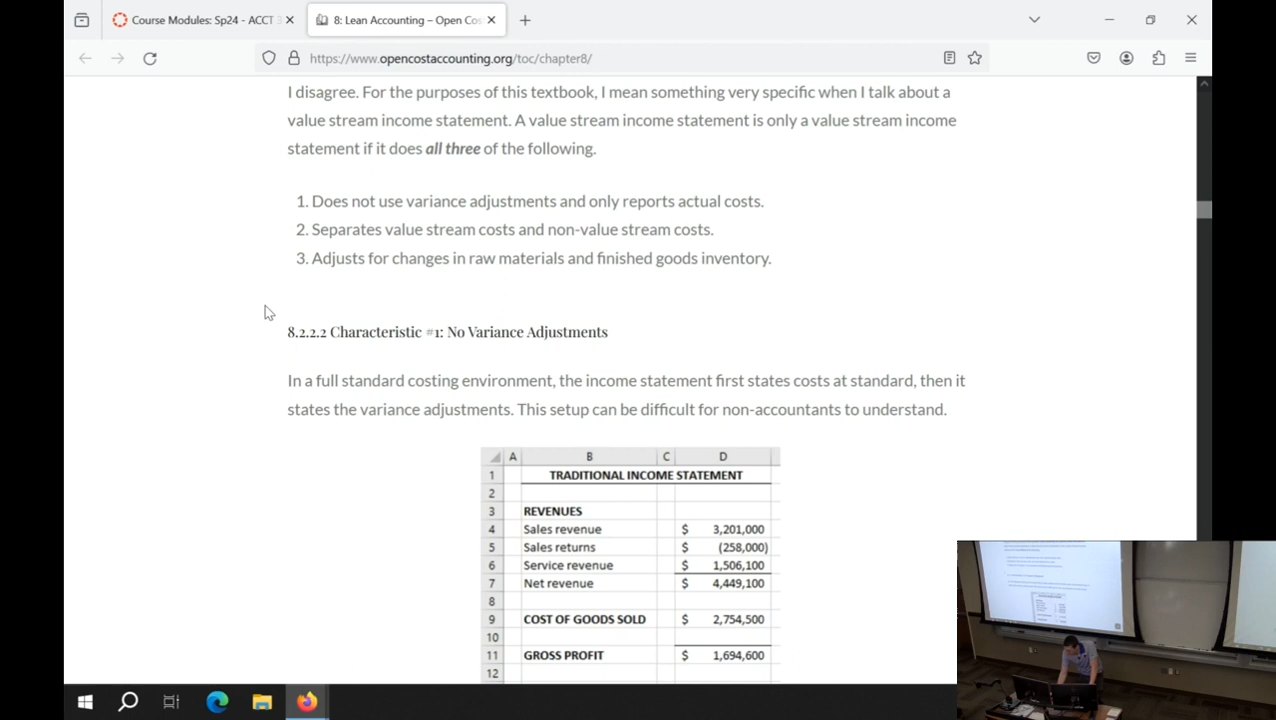 Course Modules: Sp24 - ACCT 3
8: Lean Accounting – Open Cos
https://www.opencostaccounting.org/toc/chapter8/
I disagree. For the purposes of this textbook, I mean something very specific when I talk about a
value stream income statement. A value stream income statement is only a value stream income
statement if it does all three of the following.
1. Does not use variance adjustments and only reports actual costs.
2. Separates value stream costs and non-value stream costs.
3. Adjusts for changes in raw materials and finished goods inventory.
8.2.2.2 Characteristic #1: No Variance Adjustments
In a full standard costing environment, the income statement first states costs at standard, then it
states the variance adjustments. This setup can be difficult for non-accountants to understand.
A B C D
1 TRADITIONAL INCOME STATEMENT
2
3 REVENUES
4 Sales revenue $ 3,201,000
5 Sales returns $ (258,000)
6 Service revenue $ 1,506,100
7 Net revenue $ 4,449,100
8
9 COST OF GOODS SOLD $ 2,754,500
10
11 GROSS PROFIT $ 1,694,600
12